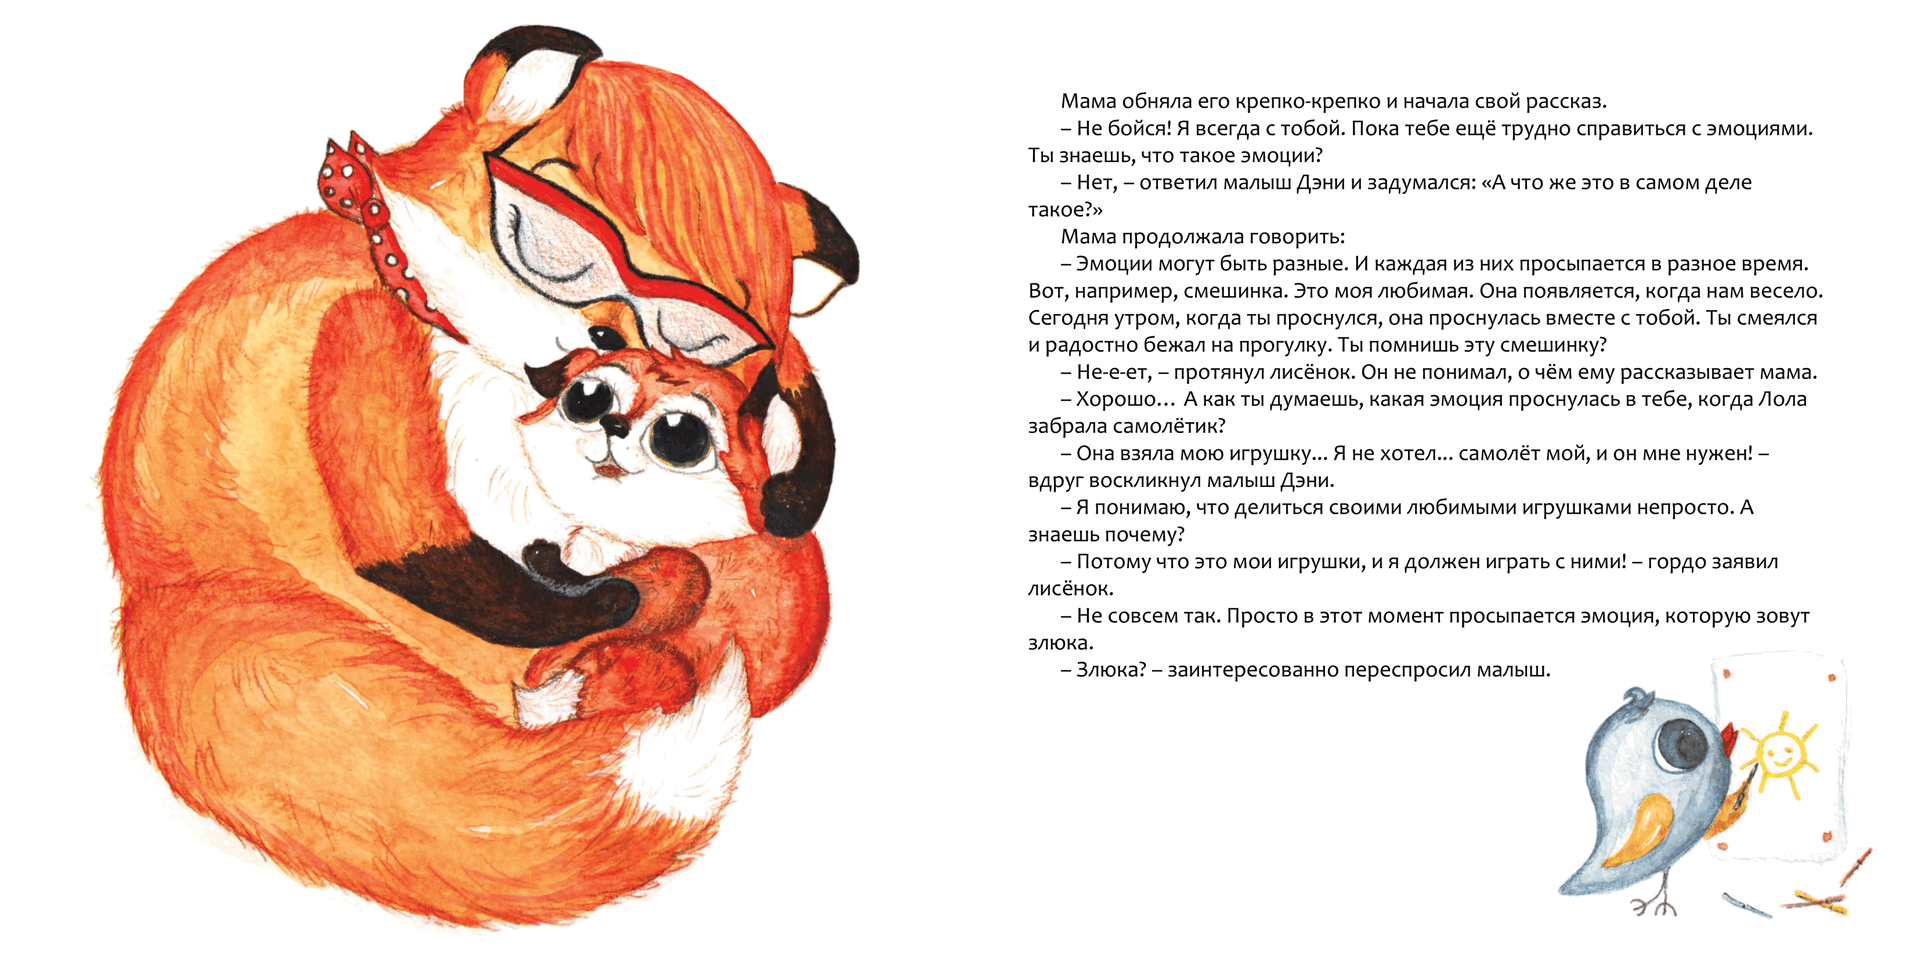 Мама обняла его крепко-крепко и начала свой рассказ.
– Не бойся! Я всегда с тобой. Пока тебе ещё трудно справиться с эмоциями.
Ты знаешь, что такое эмоции?
– Нет, – ответил малыш Дэни и задумался: «А что же это в самом деле
такое?»
Мама продолжала говорить:
– Эмоции могут быть разные. И каждая из них просыпается в разное время.
Вот, например, смешинка. Это моя любимая. Она появляется, когда нам весело.
Сегодня утром, когда ты проснулся, она проснулась вместе с тобой. Ты смеялся
и радостно бежал на прогулку. Ты помнишь эту смешинку?
– Не-е-ет, – протянул лисёнок. Он не понимал, о чём ему рассказывает мама.
– Хорошо… А как ты думаешь, какая эмоция проснулась в тебе, когда Лола
забрала самолётик?
– Она взяла мою игрушку... Я не хотел... самолёт мой, и он мне нужен! –
вдруг воскликнул малыш Дэни.
– Я понимаю, что делиться своими любимыми игрушками непросто. А
знаешь почему?
– Потому что это мои игрушки, и я должен играть с ними! – гордо заявил
лисёнок.
– Не совсем так. Просто в этот момент просыпается эмоция, которую зовут
злюка.
– Злюка? – заинтересованно переспросил малыш.